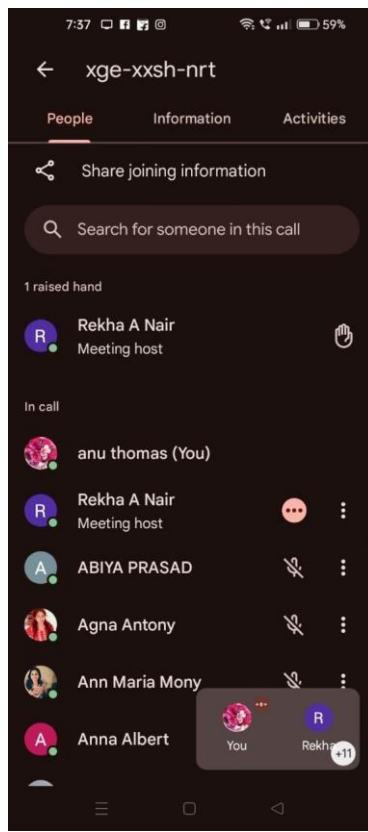 7:37 59%
xge-xxsh-nrt
People Information Activities
Share joining information
Search for someone in this call
1 raised hand
R Rekha A Nair
Meeting host
In call
anu thomas (You)
R Rekha A Nair
Meeting host
A ABIYA PRASAD
Agna Antony
Ann Maria Mony
A Anna Albert
R
You Rekha
+11